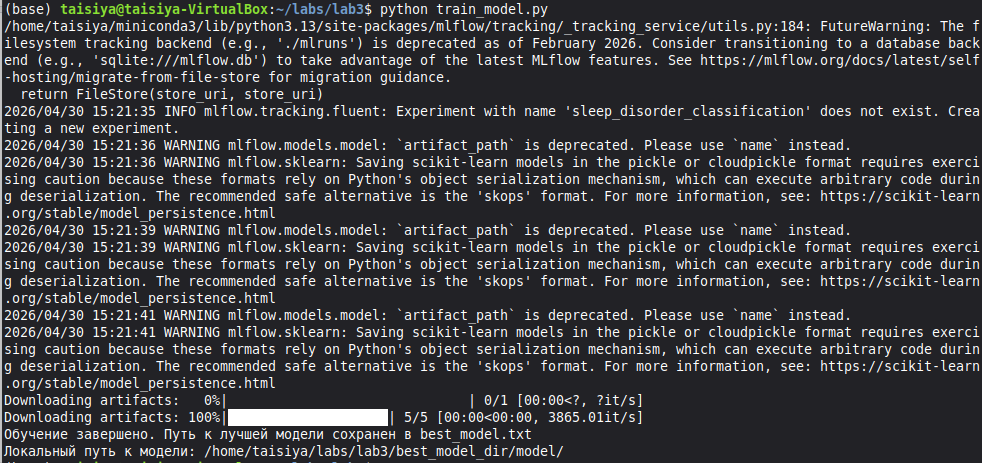 (base) taisiya@taisiya-VirtualBox:~/labs/lab3$ python train_model.py
/home/taisiya/miniconda3/lib/python3.13/site-packages/mlflow/tracking/_tracking_service/utils.py:184: FutureWarning: The f
ilesystem tracking backend (e.g., './mlruns') is deprecated as of February 2026. Consider transitioning to a database back
end (e.g., 'sqlite:///mlflow.db') to take advantage of the latest MLflow features. See https://mlflow.org/docs/latest/self
-hosting/migrate-from-file-store for migration guidance.
  return FileStore(store_uri, store_uri)
2026/04/30 15:21:35 INFO mlflow.tracking.fluent: Experiment with name 'sleep_disorder_classification' does not exist. Crea
ting a new experiment.
2026/04/30 15:21:36 WARNING mlflow.models.model: `artifact_path` is deprecated. Please use `name` instead.
2026/04/30 15:21:36 WARNING mlflow.sklearn: Saving scikit-learn models in the pickle or cloudpickle format requires exerci
sing caution because these formats rely on Python's object serialization mechanism, which can execute arbitrary code durin
g deserialization. The recommended safe alternative is the 'skops' format. For more information, see: https://scikit-learn
.org/stable/model_persistence.html
2026/04/30 15:21:39 WARNING mlflow.models.model: `artifact_path` is deprecated. Please use `name` instead.
2026/04/30 15:21:39 WARNING mlflow.sklearn: Saving scikit-learn models in the pickle or cloudpickle format requires exerci
sing caution because these formats rely on Python's object serialization mechanism, which can execute arbitrary code durin
g deserialization. The recommended safe alternative is the 'skops' format. For more information, see: https://scikit-learn
.org/stable/model_persistence.html
2026/04/30 15:21:41 WARNING mlflow.models.model: `artifact_path` is deprecated. Please use `name` instead.
2026/04/30 15:21:41 WARNING mlflow.sklearn: Saving scikit-learn models in the pickle or cloudpickle format requires exerci
sing caution because these formats rely on Python's object serialization mechanism, which can execute arbitrary code durin
g deserialization. The recommended safe alternative is the 'skops' format. For more information, see: https://scikit-learn
.org/stable/model_persistence.html
Downloading artifacts:   0%|                              | 0/1 [00:00<?, ?it/s]
Downloading artifacts: 100%|████████████████████| 5/5 [00:00<00:00, 3865.01it/s]
Обучение завершено. Путь к лучшей модели сохранен в best_model.txt
Локальный путь к модели: /home/taisiya/labs/lab3/best_model_dir/model/